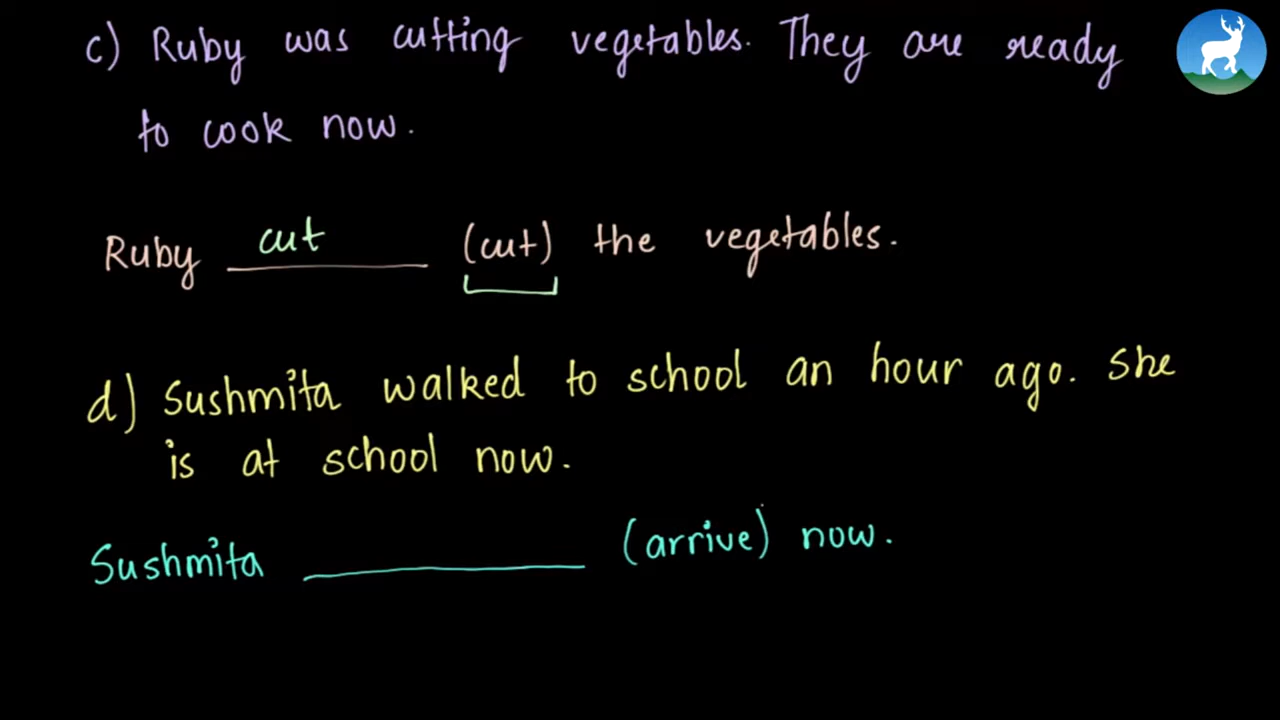 c) Ruby was cutting vegetables. They are ready
to cook now.
Ruby cut (cut) the vegetables.
d) Sushmita walked to school an hour ago. She
is at school now.
Sushmita (arrive) now.